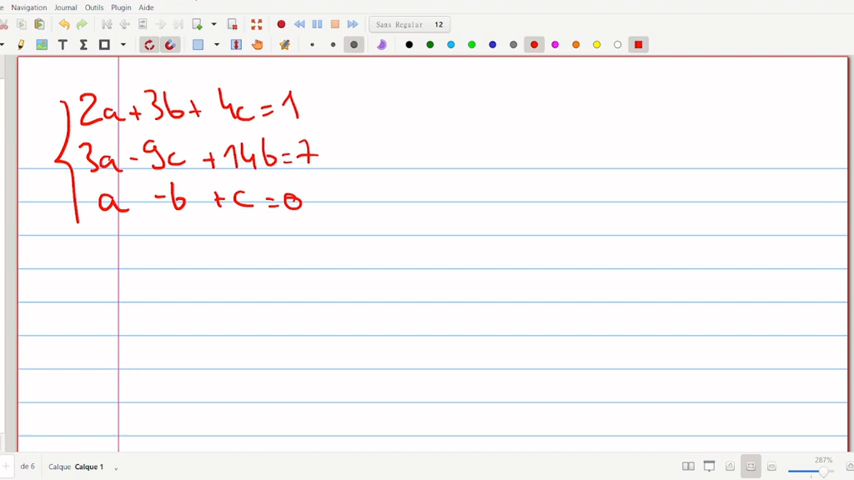 Navigation Journal Outils Plugin Aide
Sans Regular 12
2a+3b+4c=1
3a-9c+14b=7
a-b+c=0
de 6 Calque Calque 1 287%